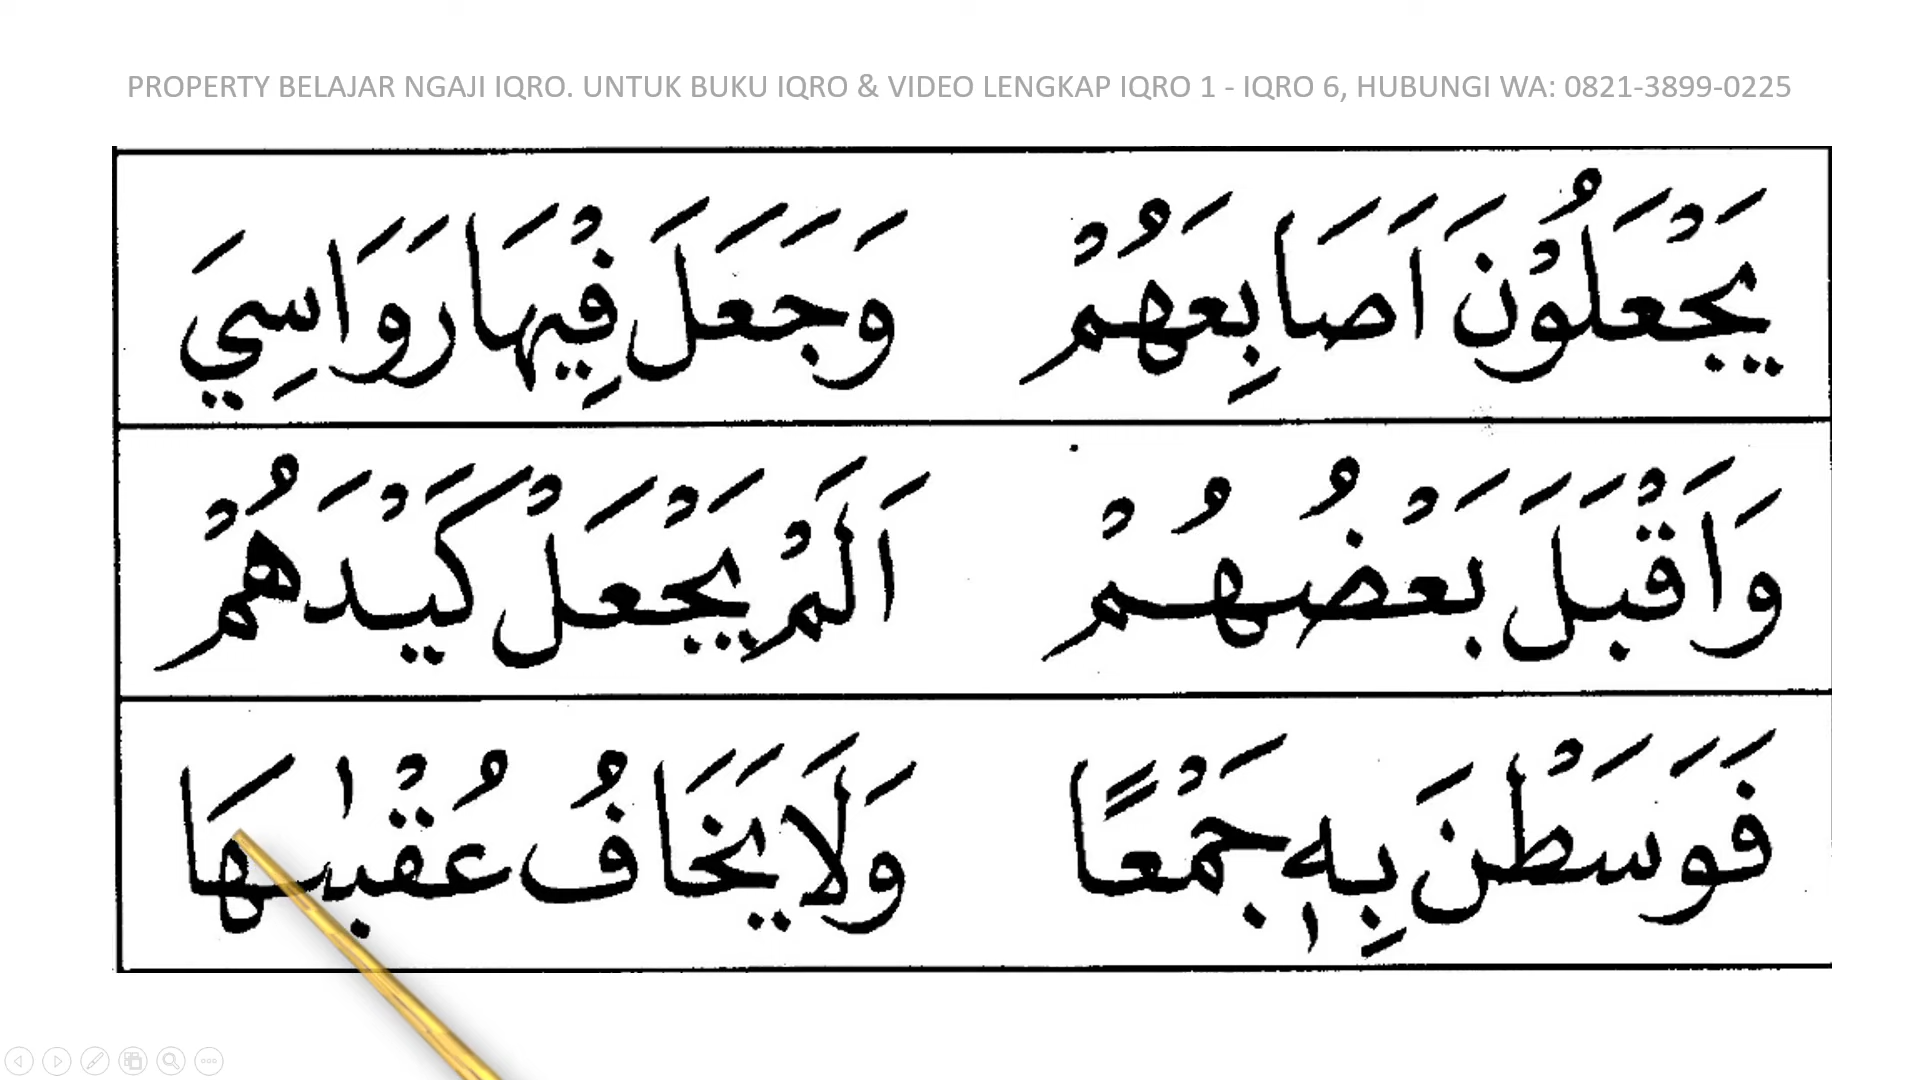 PROPERTY BELAJAR NGAJI IQRO. UNTUK BUKU IQRO & VIDEO LENGKAP IQRO 1 - IQRO 6, HUBUNGI WA: 0821-3899-0225
يَجْعَلُوْنَ اَصَابِعَهُمْ وَجَعَلَ فِيْهَا رَوَاسِيَ
وَاَقْبَلَ بَعْضُهُمْ اَلَمْ يَجْعَلْ كَيْدَهُمْ
فَوَسَطْنَ بِهٖ جَمْعًا وَلَا يَخَافُ عُقْبٰىهَا